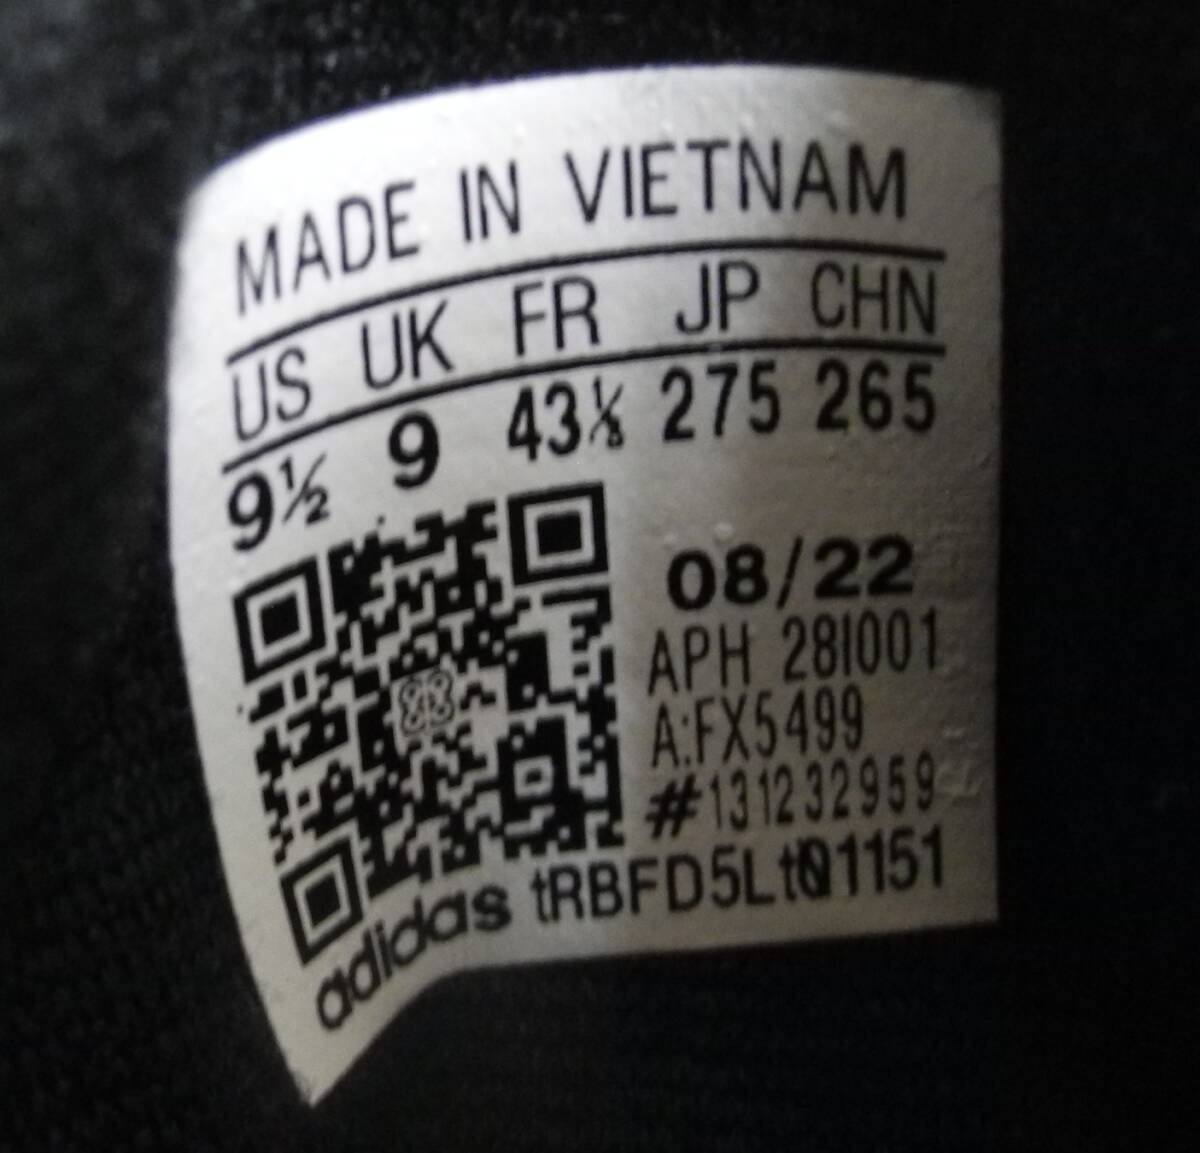 MADE IN VIETNAM
US UK FR JP CHN
9½ 9 43⅓ 275 265
08/22
APH 28I001
A:FX5499
#131232959
adidas tRBFD5Lt01151